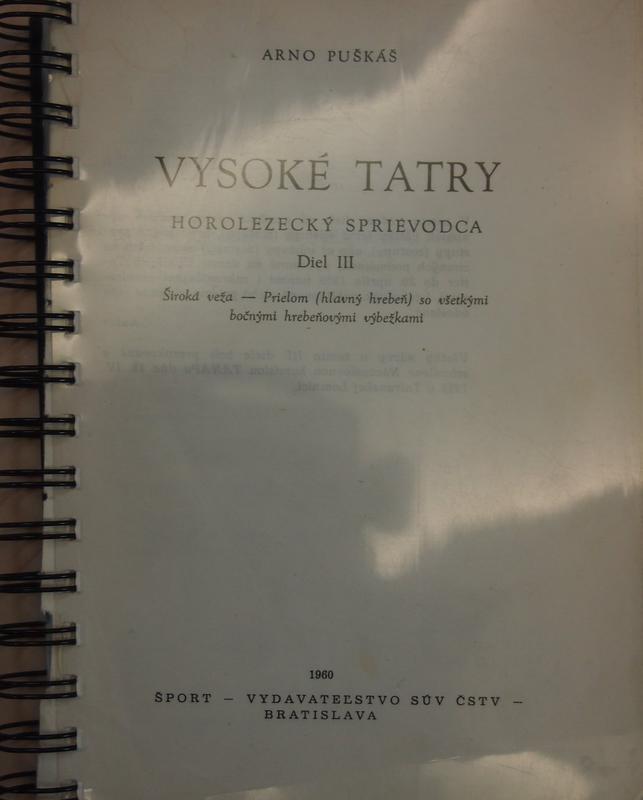 ARNO PUŠKÁŠ
VYSOKÉ TATRY
HOROLEZECKÝ SPRIEVODCA
Diel III
Široká veža — Prielom (hlavný hrebeň) so všetkými
bočnými hrebeňovými výbežkami
1960
ŠPORT — VYDAVATEĽSTVO SÚV ČSTV —
BRATISLAVA